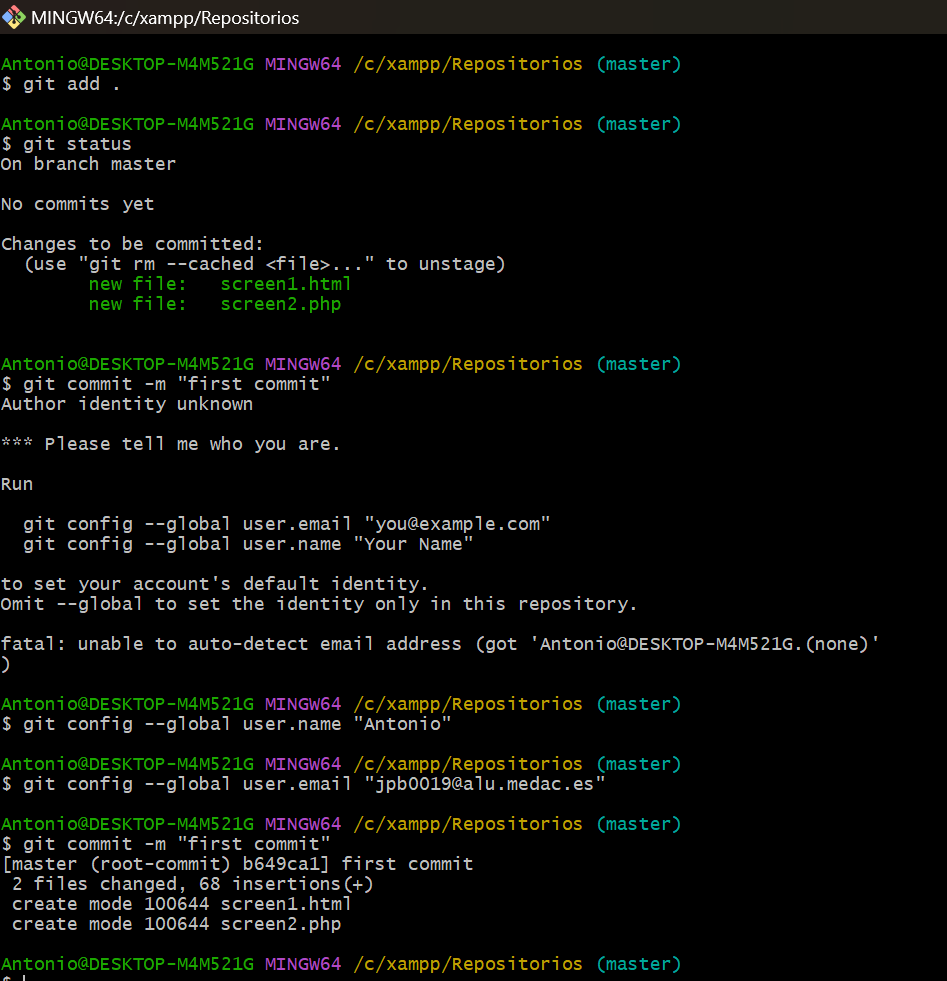 MINGW64:/c/xampp/Repositorios
Antonio@DESKTOP-M4M521G MINGW64 /c/xampp/Repositorios (master)
$ git add .
Antonio@DESKTOP-M4M521G MINGW64 /c/xampp/Repositorios (master)
$ git status
On branch master
No commits yet
Changes to be committed:
  (use "git rm --cached <file>..." to unstage)
        new file:   screen1.html
        new file:   screen2.php
Antonio@DESKTOP-M4M521G MINGW64 /c/xampp/Repositorios (master)
$ git commit -m "first commit"
Author identity unknown
*** Please tell me who you are.
Run
  git config --global user.email "you@example.com"
  git config --global user.name "Your Name"
to set your account's default identity.
Omit --global to set the identity only in this repository.
fatal: unable to auto-detect email address (got 'Antonio@DESKTOP-M4M521G.(none)'
)
Antonio@DESKTOP-M4M521G MINGW64 /c/xampp/Repositorios (master)
$ git config --global user.name "Antonio"
Antonio@DESKTOP-M4M521G MINGW64 /c/xampp/Repositorios (master)
$ git config --global user.email "jpb0019@alu.medac.es"
Antonio@DESKTOP-M4M521G MINGW64 /c/xampp/Repositorios (master)
$ git commit -m "first commit"
[master (root-commit) b649ca1] first commit
 2 files changed, 68 insertions(+)
 create mode 100644 screen1.html
 create mode 100644 screen2.php
Antonio@DESKTOP-M4M521G MINGW64 /c/xampp/Repositorios (master)
$